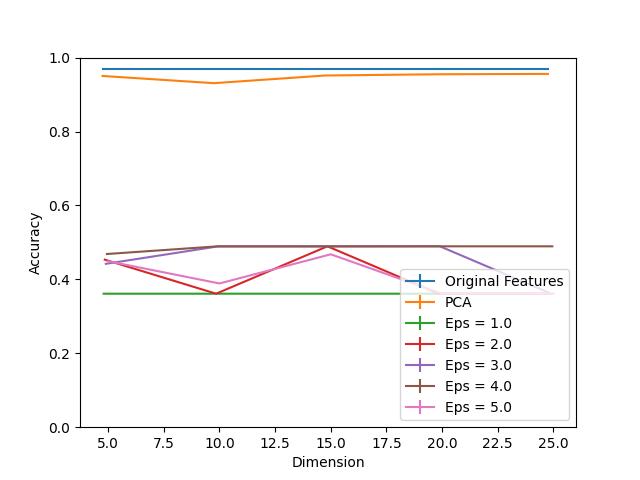 1.0
0.8
0.6
0.4
0.2
0.0
Accuracy
5.0 7.5 10.0 12.5 15.0 17.5 20.0 22.5 25.0
Dimension
Original Features
PCA
Eps = 1.0
Eps = 2.0
Eps = 3.0
Eps = 4.0
Eps = 5.0